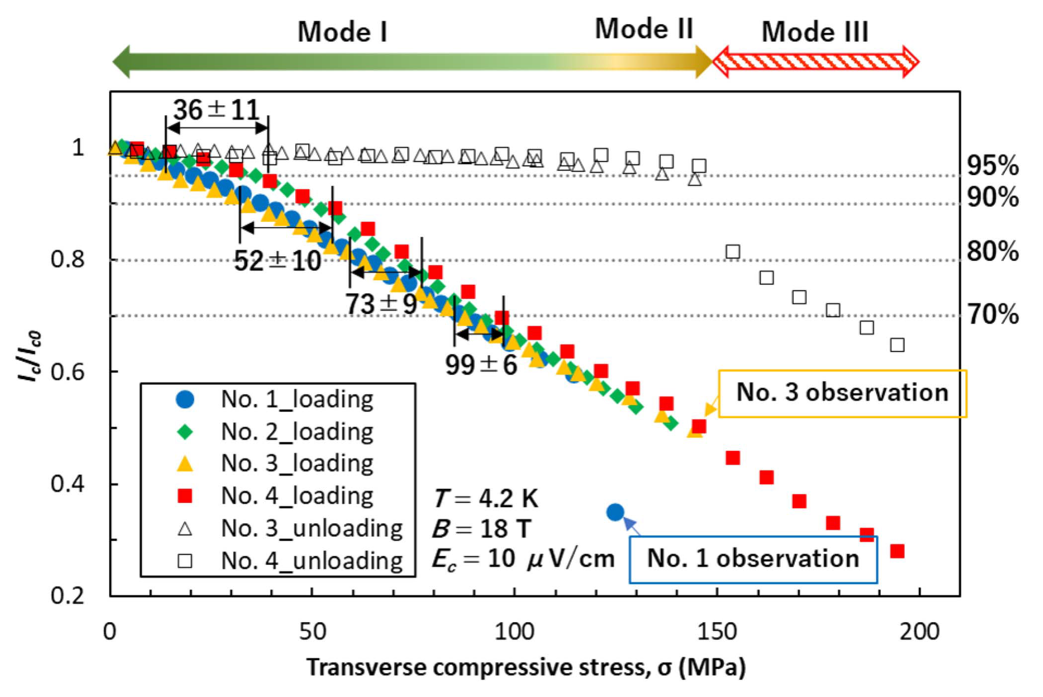 Mode I
Mode II
Mode III
36±11
1
95%
90%
52±10
80%
0.8
73±9
70%
99±6
Ic/Ic0
0.6
No. 3 observation
No. 1_loading
No. 2_loading
No. 3_loading
0.4
No. 4_loading
T = 4.2 K
No. 3_unloading
B = 18 T
No. 4_unloading
Ec = 10 μV/cm
No. 1 observation
0.2
0
50
100
150
200
Transverse compressive stress, σ (MPa)